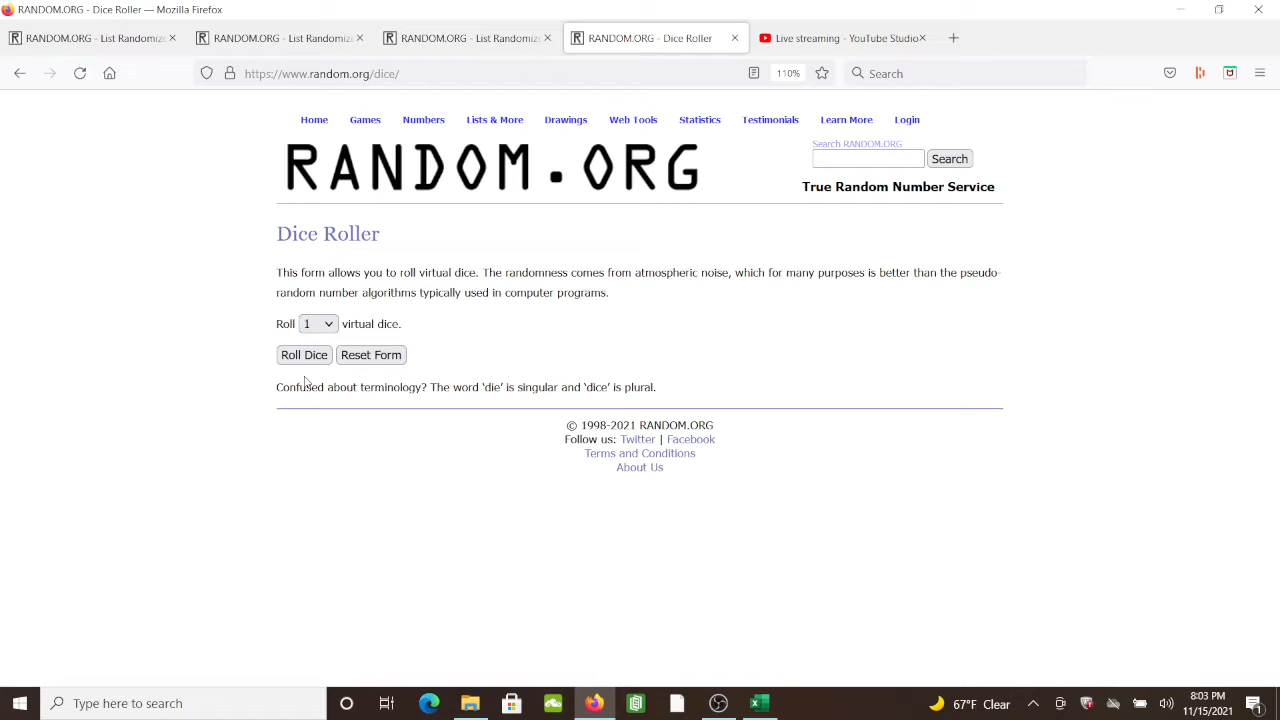 RANDOM.ORG - Dice Roller — Mozilla Firefox
RANDOM.ORG - List Randomize
RANDOM.ORG - List Randomize
RANDOM.ORG - List Randomize
RANDOM.ORG - Dice Roller
Live streaming - YouTube Studio
https://www.random.org/dice/
110%
Search
Home Games Numbers Lists & More Drawings Web Tools Statistics Testimonials Learn More Login
RANDOM.ORG
Search RANDOM.ORG
Search
True Random Number Service
Dice Roller
This form allows you to roll virtual dice. The randomness comes from atmospheric noise, which for many purposes is better than the pseudo-
random number algorithms typically used in computer programs.
Roll 1 virtual dice.
Roll Dice Reset Form
Confused about terminology? The word ‘die’ is singular and ‘dice’ is plural.
© 1998-2021 RANDOM.ORG
Follow us: Twitter | Facebook
Terms and Conditions
About Us
Type here to search
67°F Clear
8:03 PM
11/15/2021
1